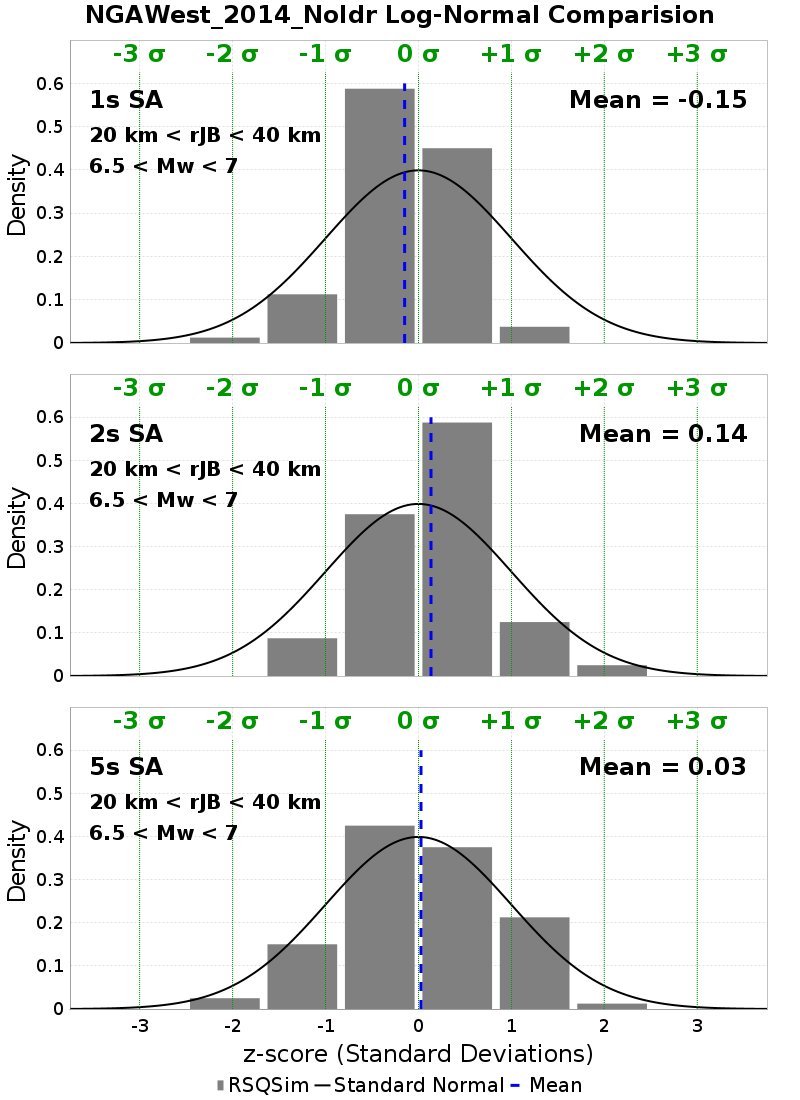 NGAWest_2014_NoIdr Log-Normal Comparision
-3 σ -2 σ -1 σ 0 σ +1 σ +2 σ +3 σ
0.6
1s SA Mean = -0.15
0.5
20 km < rJB < 40 km
6.5 < Mw < 7
0.4
0.3
0.2
0.1
0
Density
-3 σ -2 σ -1 σ 0 σ +1 σ +2 σ +3 σ
0.6
2s SA Mean = 0.14
0.5
20 km < rJB < 40 km
6.5 < Mw < 7
0.4
0.3
0.2
0.1
0
Density
-3 σ -2 σ -1 σ 0 σ +1 σ +2 σ +3 σ
0.6
5s SA Mean = 0.03
0.5
20 km < rJB < 40 km
6.5 < Mw < 7
0.4
0.3
0.2
0.1
0
Density
-3 -2 -1 0 1 2 3
z-score (Standard Deviations)
RSQSim Standard Normal Mean